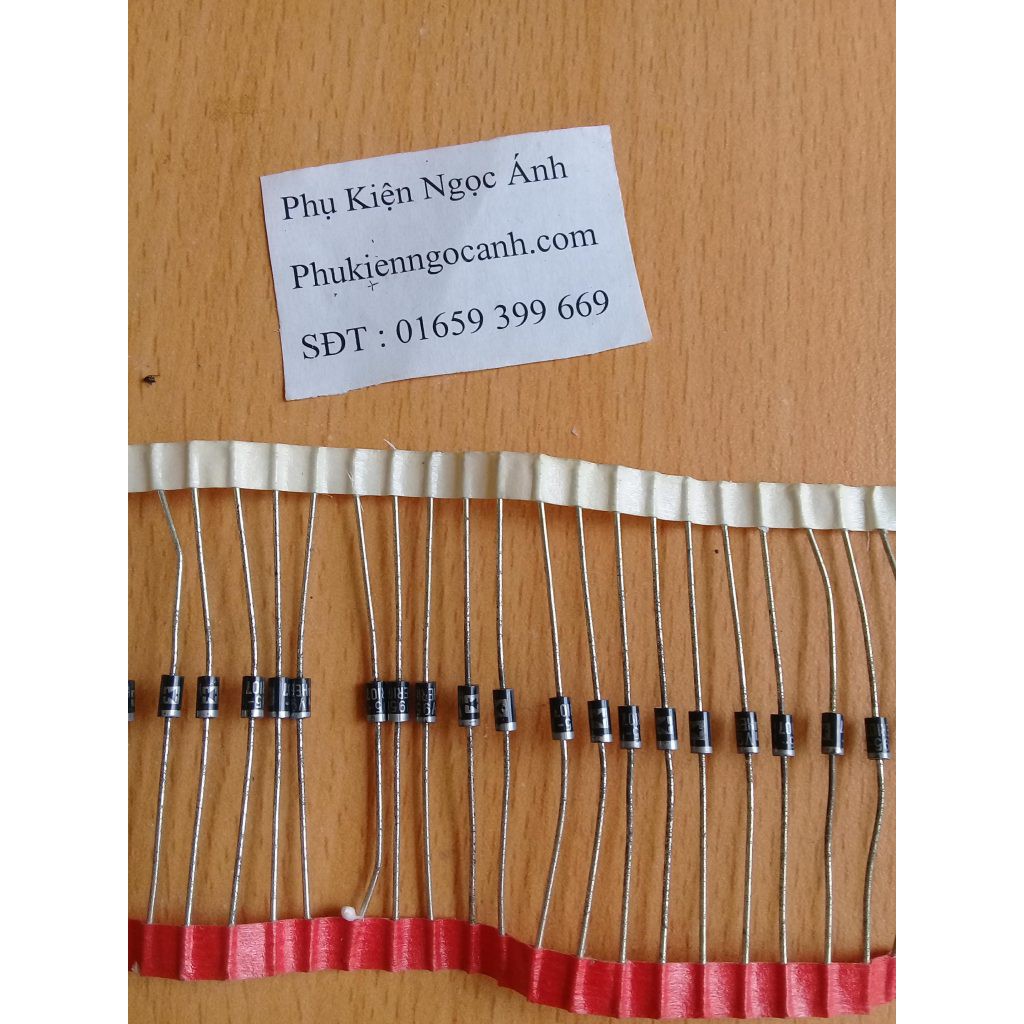 Phụ Kiện Ngọc Ánh
Phukienngocanh.com
SĐT : 01659 399 669